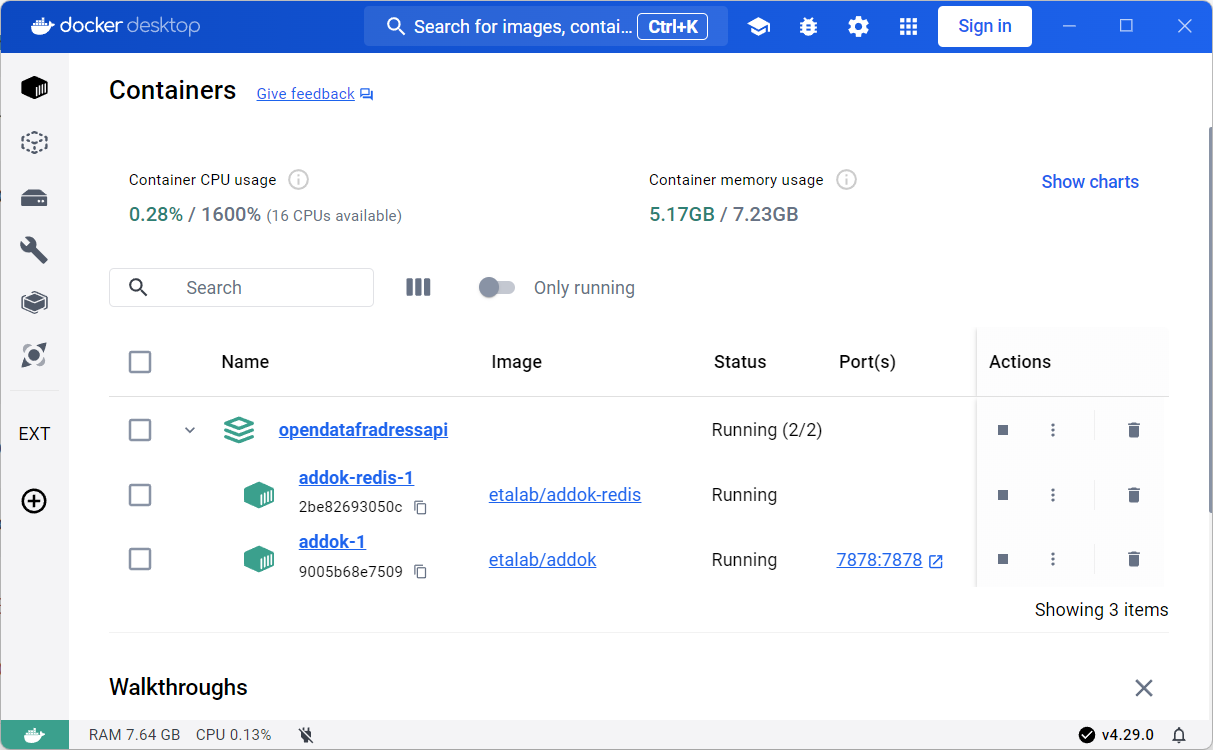 docker desktop
Search for images, contai... Ctrl+K
Sign in
Containers
Give feedback
Container CPU usage
0.28% / 1600% (16 CPUs available)
Container memory usage
5.17GB / 7.23GB
Show charts
Search
Only running
Name Image Status Port(s) Actions
opendatafradressapi Running (2/2)
addok-redis-1
2be82693050c
etalab/addok-redis Running
addok-1
9005b68e7509
etalab/addok Running 7878:7878
Showing 3 items
EXT
Walkthroughs
RAM 7.64 GB CPU 0.13% v4.29.0